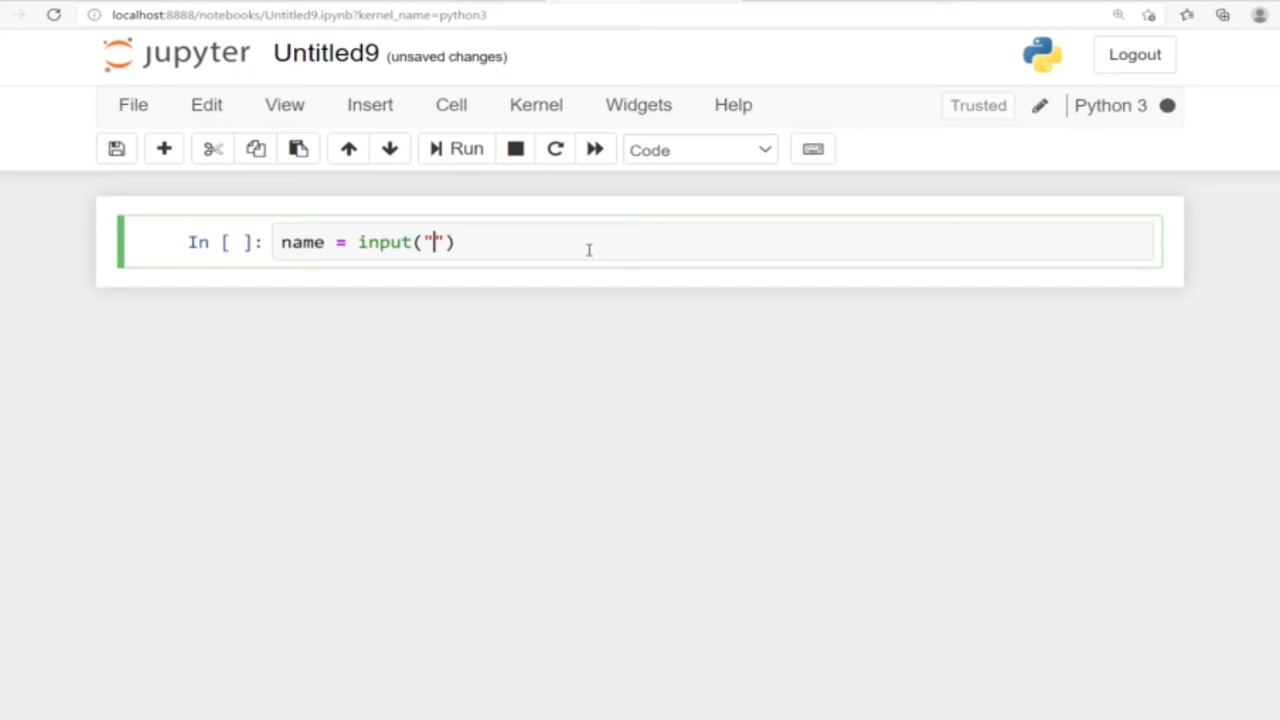 localhost:8888/notebooks/Untitled9.ipynb?kernel_name=python3
jupyter Untitled9 (unsaved changes) Logout
File Edit View Insert Cell Kernel Widgets Help Trusted Python 3
Run Code
In [ ]: name = input("")